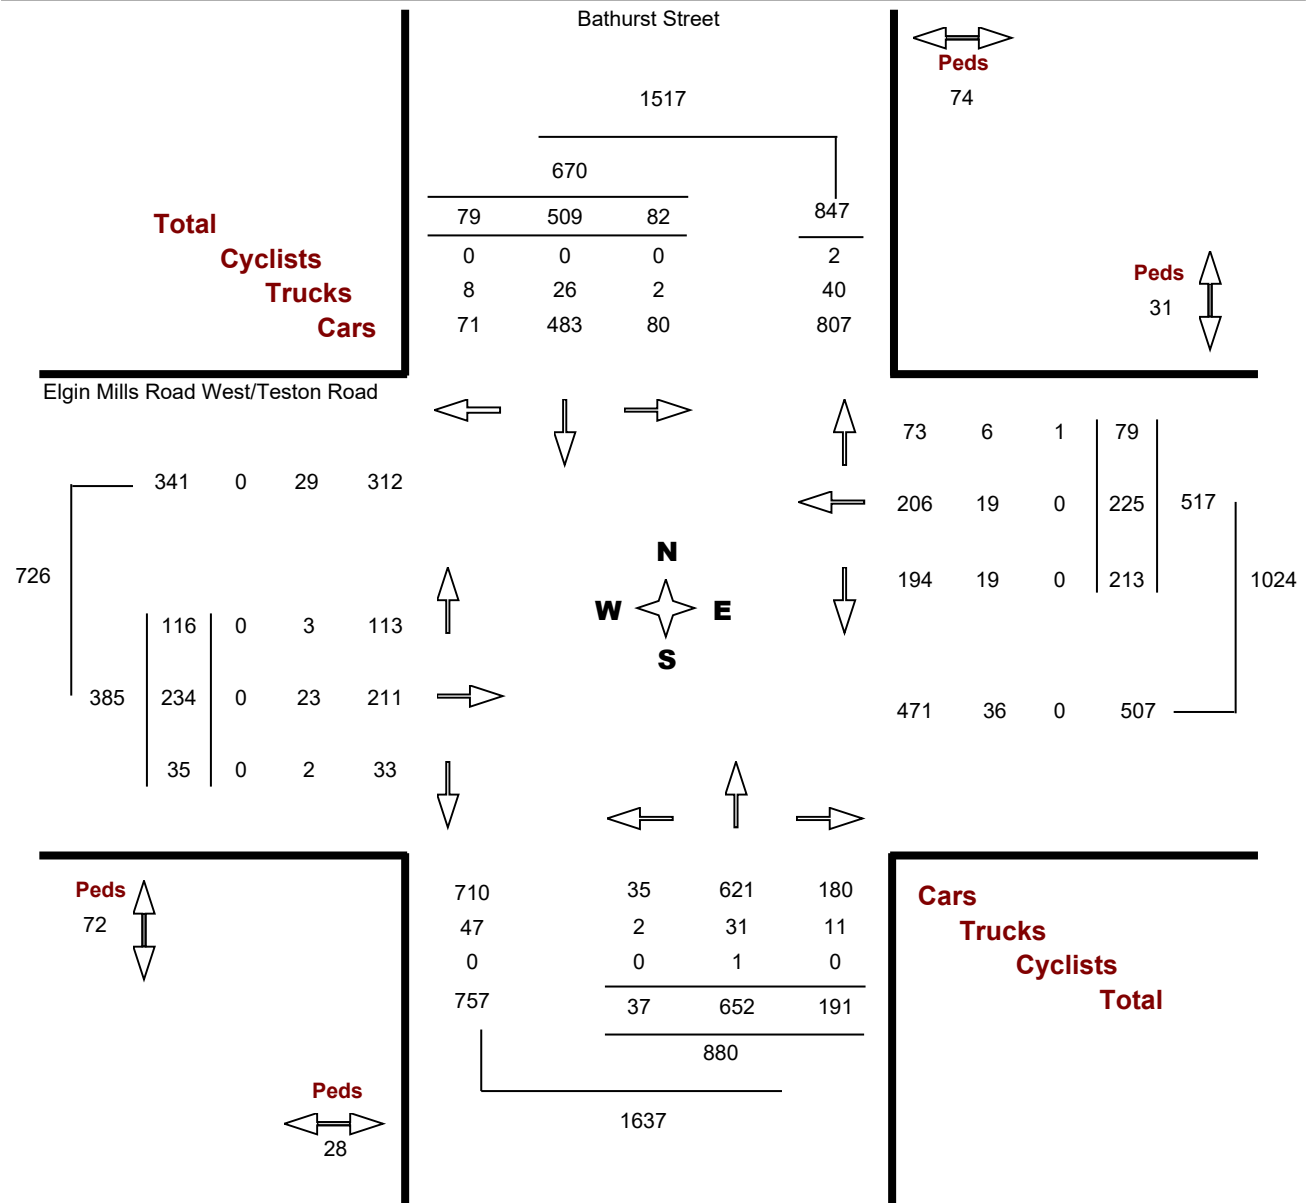 Bathurst Street
Peds
74
1517
670
79 509 82
847
Total
Cyclists 0 0 0 2
Trucks 8 26 2 40
Cars 71 483 80 807
Peds
31
Elgin Mills Road West/Teston Road
73 6 1 79
341 0 29 312
206 19 0 225 517
N
726
194 19 0 213 1024
W E
116 0 3 113
S
385 234 0 23 211
471 36 0 507
35 0 2 33
Peds
72
710 35 621 180 Cars
47 2 31 11 Trucks
0 0 1 0 Cyclists
757 37 652 191 Total
880
Peds
28
1637